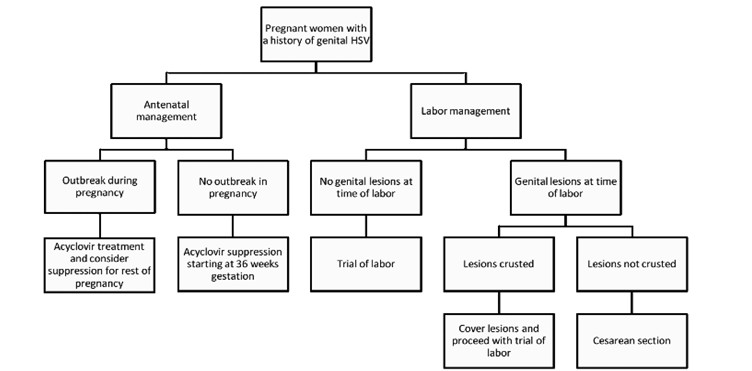 Pregnant women with
a history of genital HSV
Antenatal
management
Labor management
Outbreak during
pregnancy
No outbreak in
pregnancy
No genital lesions at
time of labor
Genital lesions at time
of labor
Acyclovir treatment
and consider
suppression for rest of
pregnancy
Acyclovir suppression
starting at 36 weeks
gestation
Trial of labor
Lesions crusted
Lesions not crusted
Cover lesions and
proceed with trial of
labor
Cesarean section